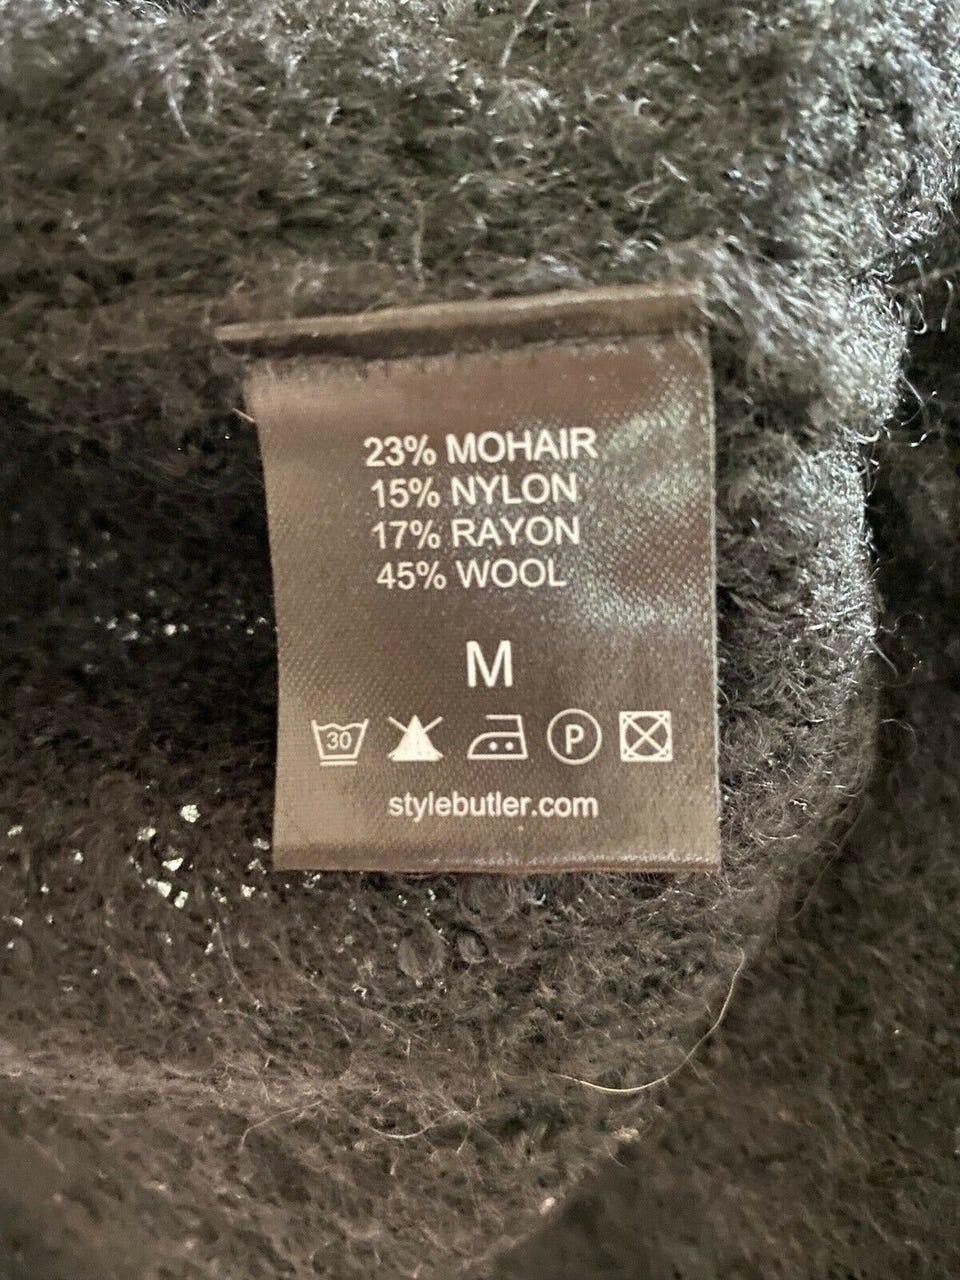 23% MOHAIR
15% NYLON
17% RAYON
45% WOOL
M
30 P
stylebutler.com